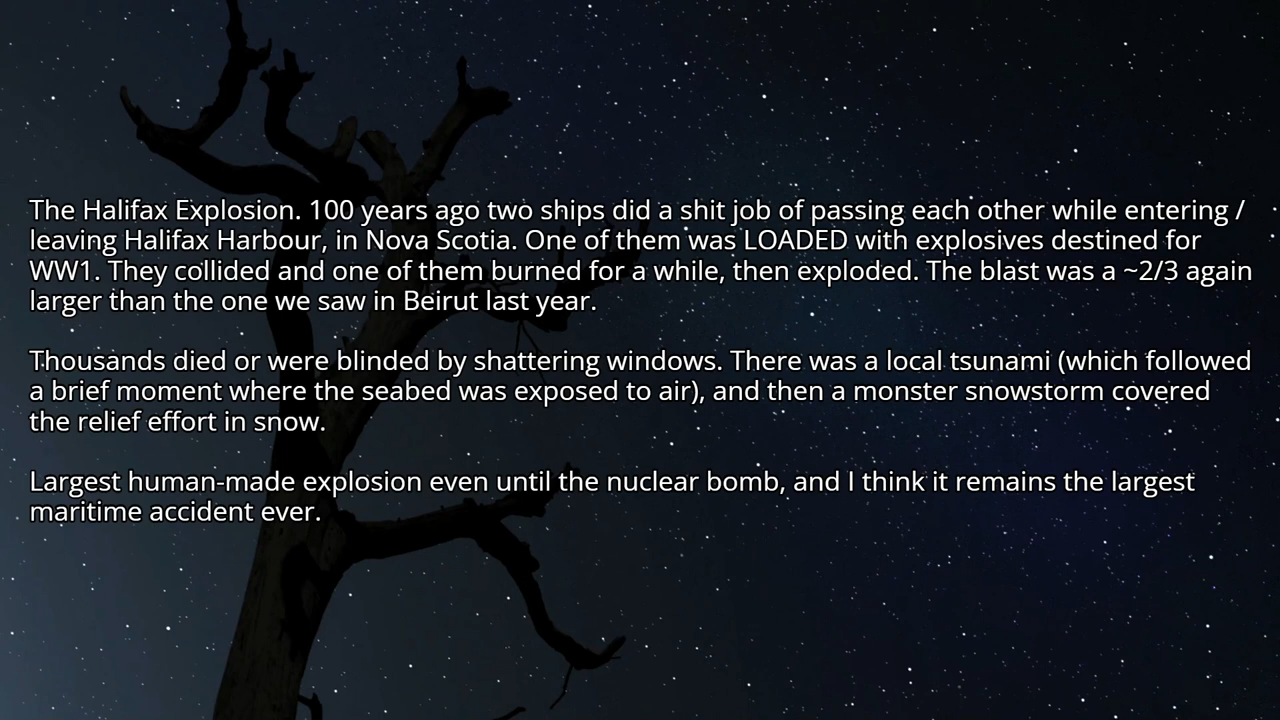 The Halifax Explosion. 100 years ago two ships did a shit job of passing each other while entering /
leaving Halifax Harbour, in Nova Scotia. One of them was LOADED with explosives destined for
WW1. They collided and one of them burned for a while, then exploded. The blast was a ~2/3 again
larger than the one we saw in Beirut last year.
Thousands died or were blinded by shattering windows. There was a local tsunami (which followed
a brief moment where the seabed was exposed to air), and then a monster snowstorm covered
the relief effort in snow.
Largest human-made explosion even until the nuclear bomb, and I think it remains the largest
maritime accident ever.